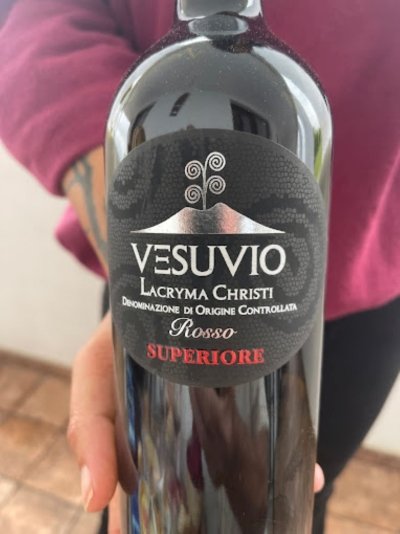 VESUVIO
LACRYMA CHRISTI
DENOMINAZIONE DI ORIGINE CONTROLLATA
Rosso
SUPERIORE